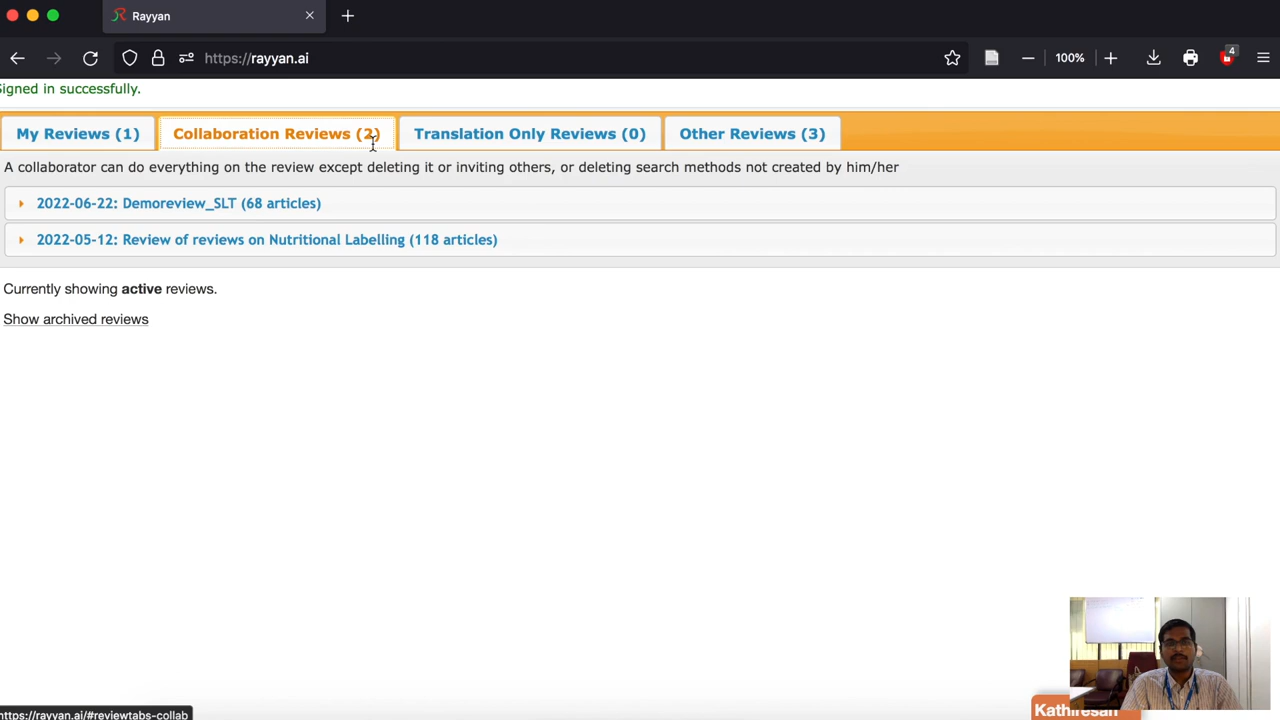 Rayyan
https://rayyan.ai
100%
4
Signed in successfully.
My Reviews (1)
Collaboration Reviews (2)
Translation Only Reviews (0)
Other Reviews (3)
A collaborator can do everything on the review except deleting it or inviting others, or deleting search methods not created by him/her
2022-06-22: Demoreview_SLT (68 articles)
2022-05-12: Review of reviews on Nutritional Labelling (118 articles)
Currently showing active reviews.
Show archived reviews
https://rayyan.ai/#reviewtabs-collab
Kathiresan